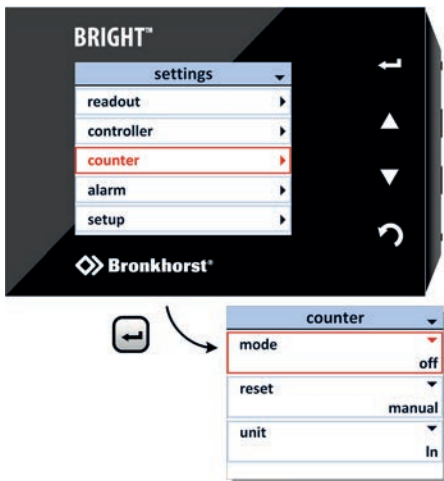 BRIGHT™
settings
readout
controller
counter
alarm
setup
Bronkhorst®
counter
mode
off
reset
manual
unit
ln